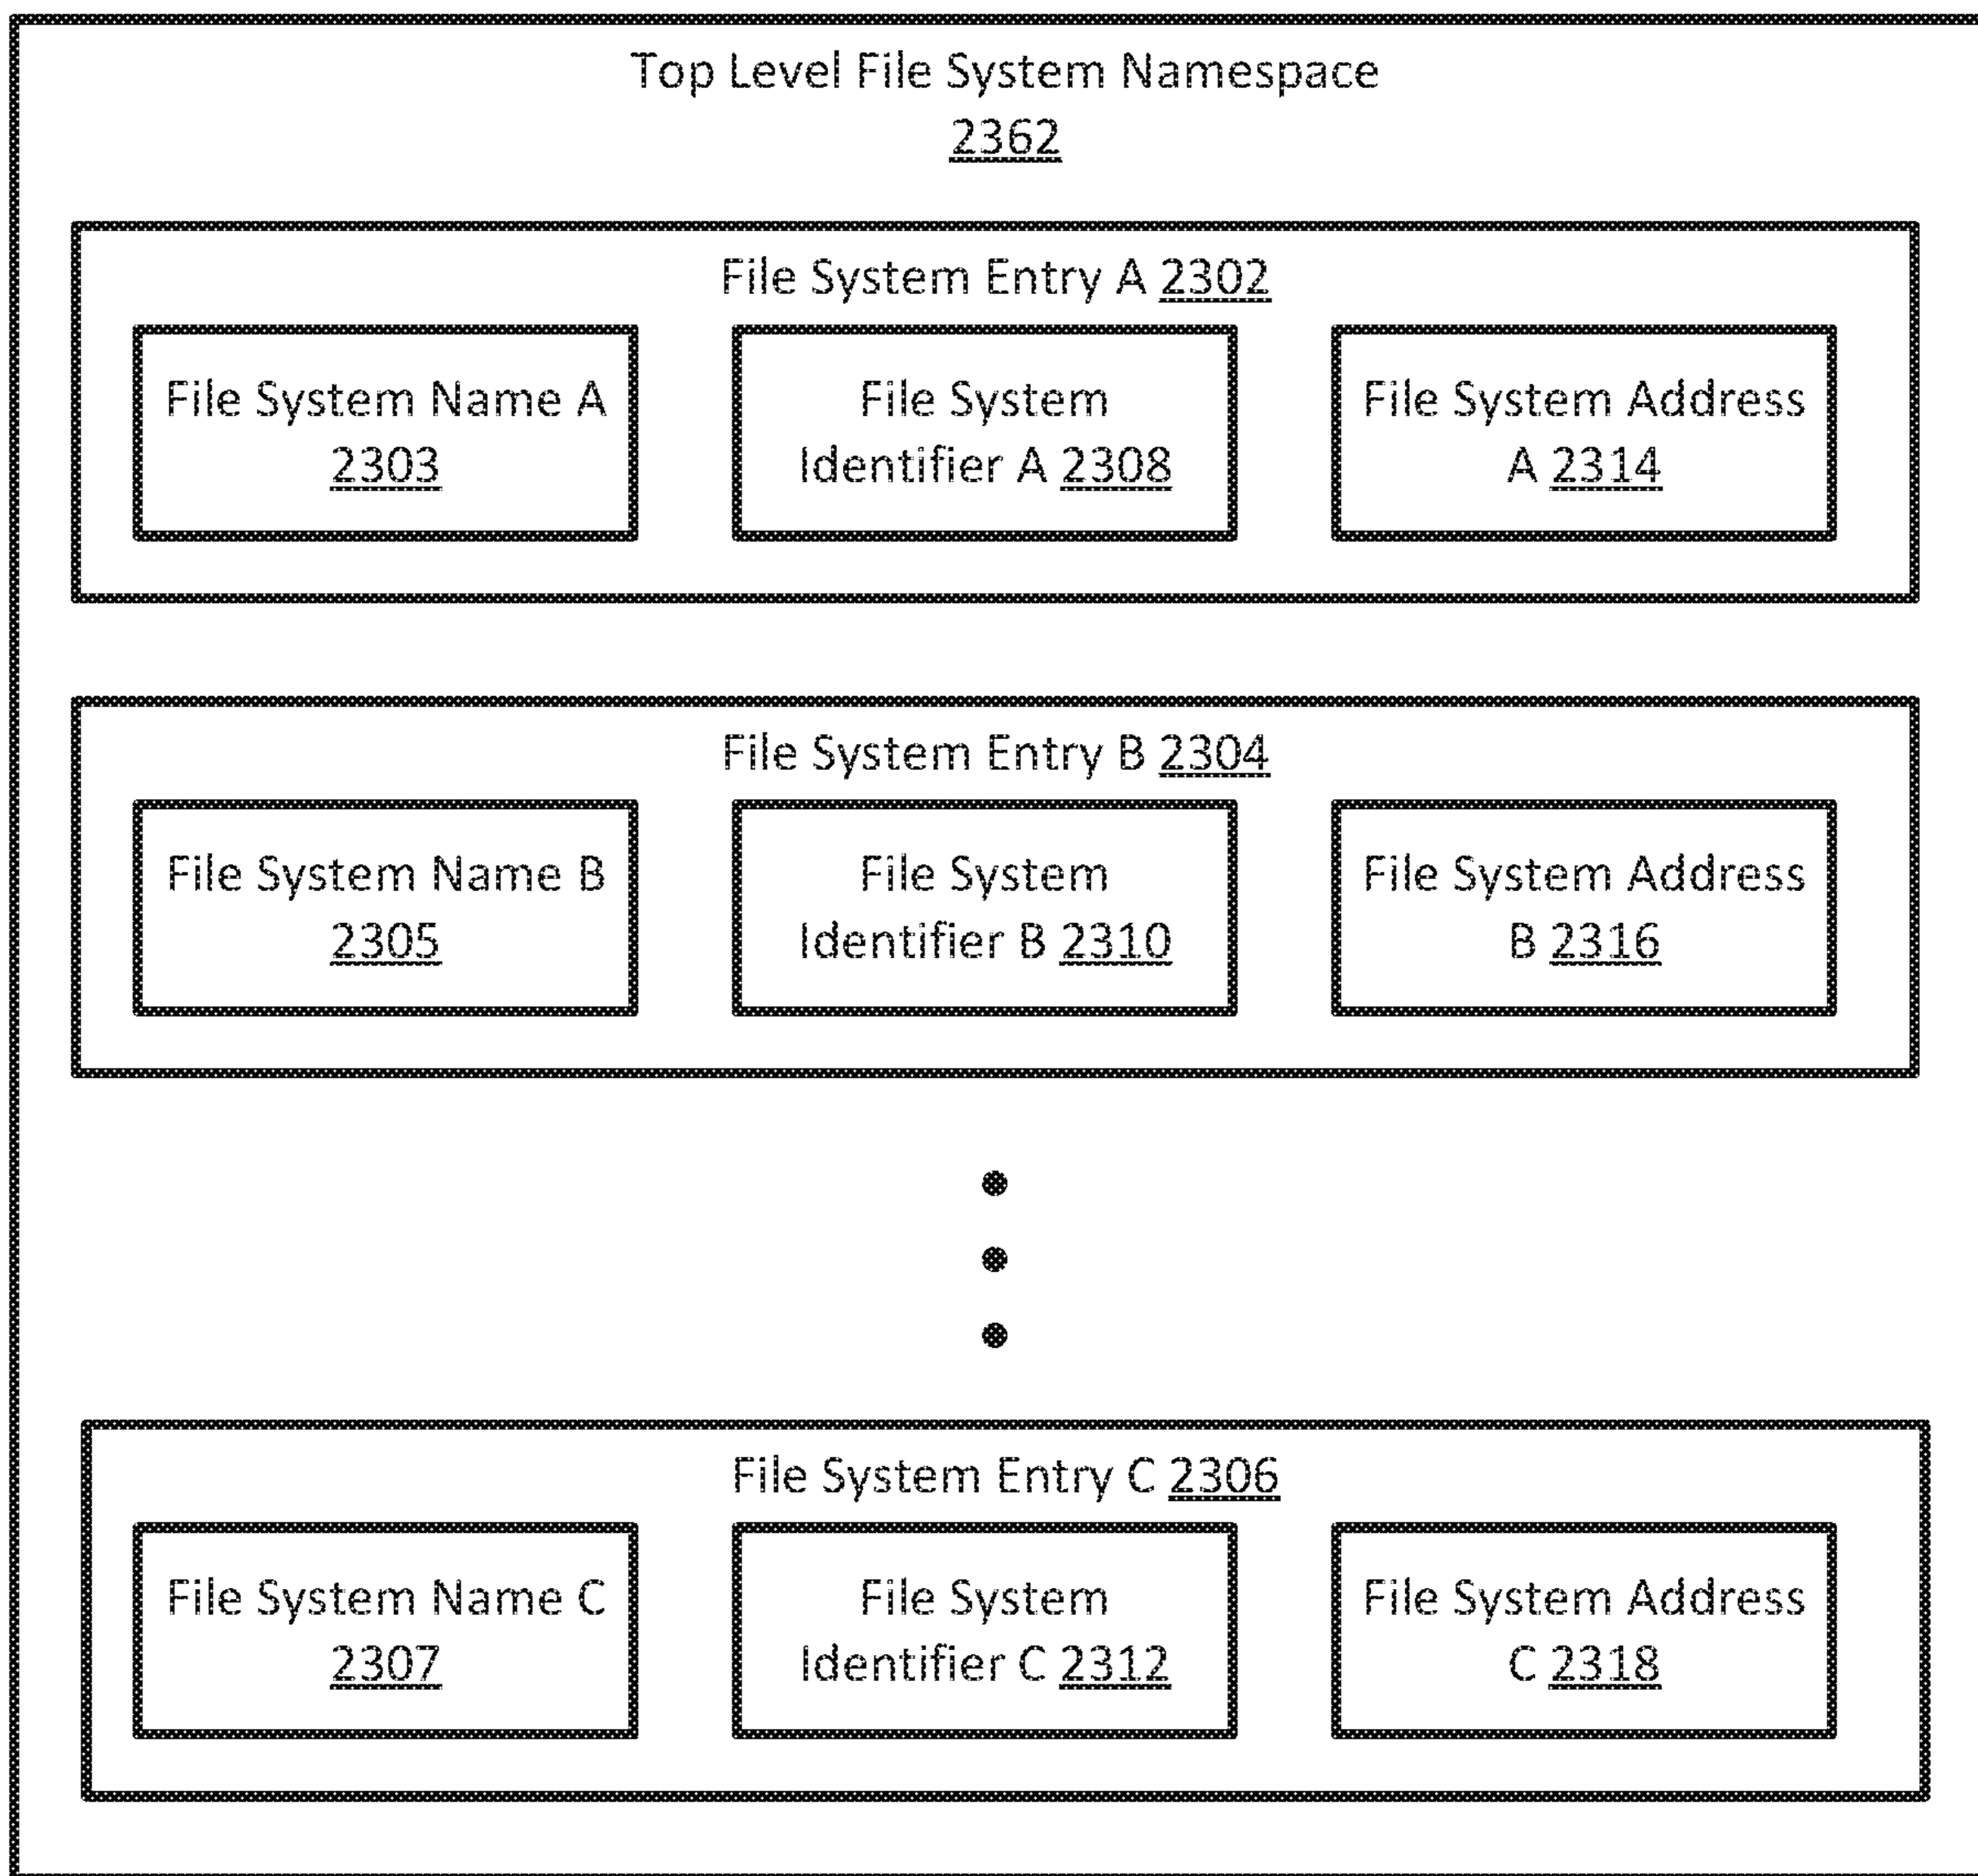 Top Level File System Namespace
2362
File System Entry A 2302
File System Name A
2303
File System
Identifier A 2308
File System Address
A 2314
File System Entry B 2304
File System Name B
2305
File System
Identifier B 2310
File System Address
B 2316
File System Entry C 2306
File System Name C
2307
File System
Identifier C 2312
File System Address
C 2318